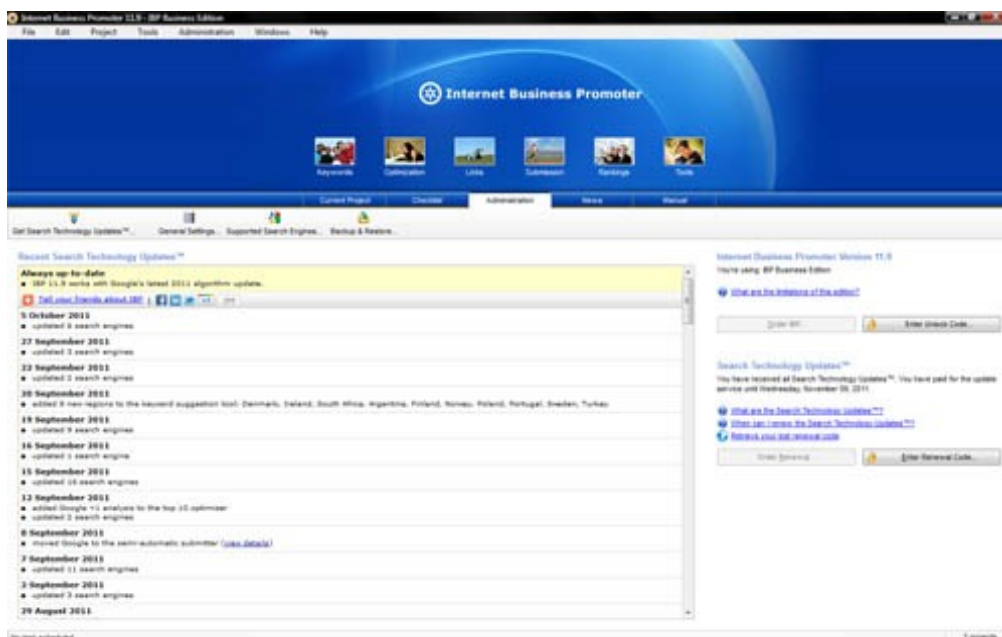 Internet Business Promoter 11.9 - IBP Business Edition
File Edit Project Tools Administration Windows Help
Internet Business Promoter
Keywords Optimization Links Submission Rankings Tools
Current Project Checklist Administration News Manual
Get Search Technology Updates™... General Settings... Supported Search Engines... Backup & Restore...
Recent Search Technology Updates™
Always up-to-date
IBP 11.9 works with Google's latest 2011 algorithm update.
Tell your friends about IBP |
5 October 2011
updated 6 search engines
27 September 2011
updated 3 search engines
22 September 2011
updated 2 search engines
20 September 2011
added 9 new regions to the keyword suggestion tool: Denmark, Ireland, South Africa, Argentina, Finland, Norway, Poland, Portugal, Sweden, Turkey
19 September 2011
updated 9 search engines
16 September 2011
updated 1 search engine
15 September 2011
updated 16 search engines
12 September 2011
added Google +1 analysis to the top 10 optimizer
updated 2 search engines
8 September 2011
moved Google to the semi-automatic submitter (view details)
7 September 2011
updated 11 search engines
2 September 2011
updated 3 search engines
29 August 2011
Internet Business Promoter Version 11.9
You're using: IBP Business Edition
What are the limitations of this edition?
Order IBP... Enter Unlock Code...
Search Technology Updates™
You have received all Search Technology Updates™. You have paid for the update
service until Wednesday, November 09, 2011.
What are the Search Technology Updates™?
When can I renew the Search Technology Updates™?
Retrieve your lost renewal code
Order Renewal Enter Renewal Code...